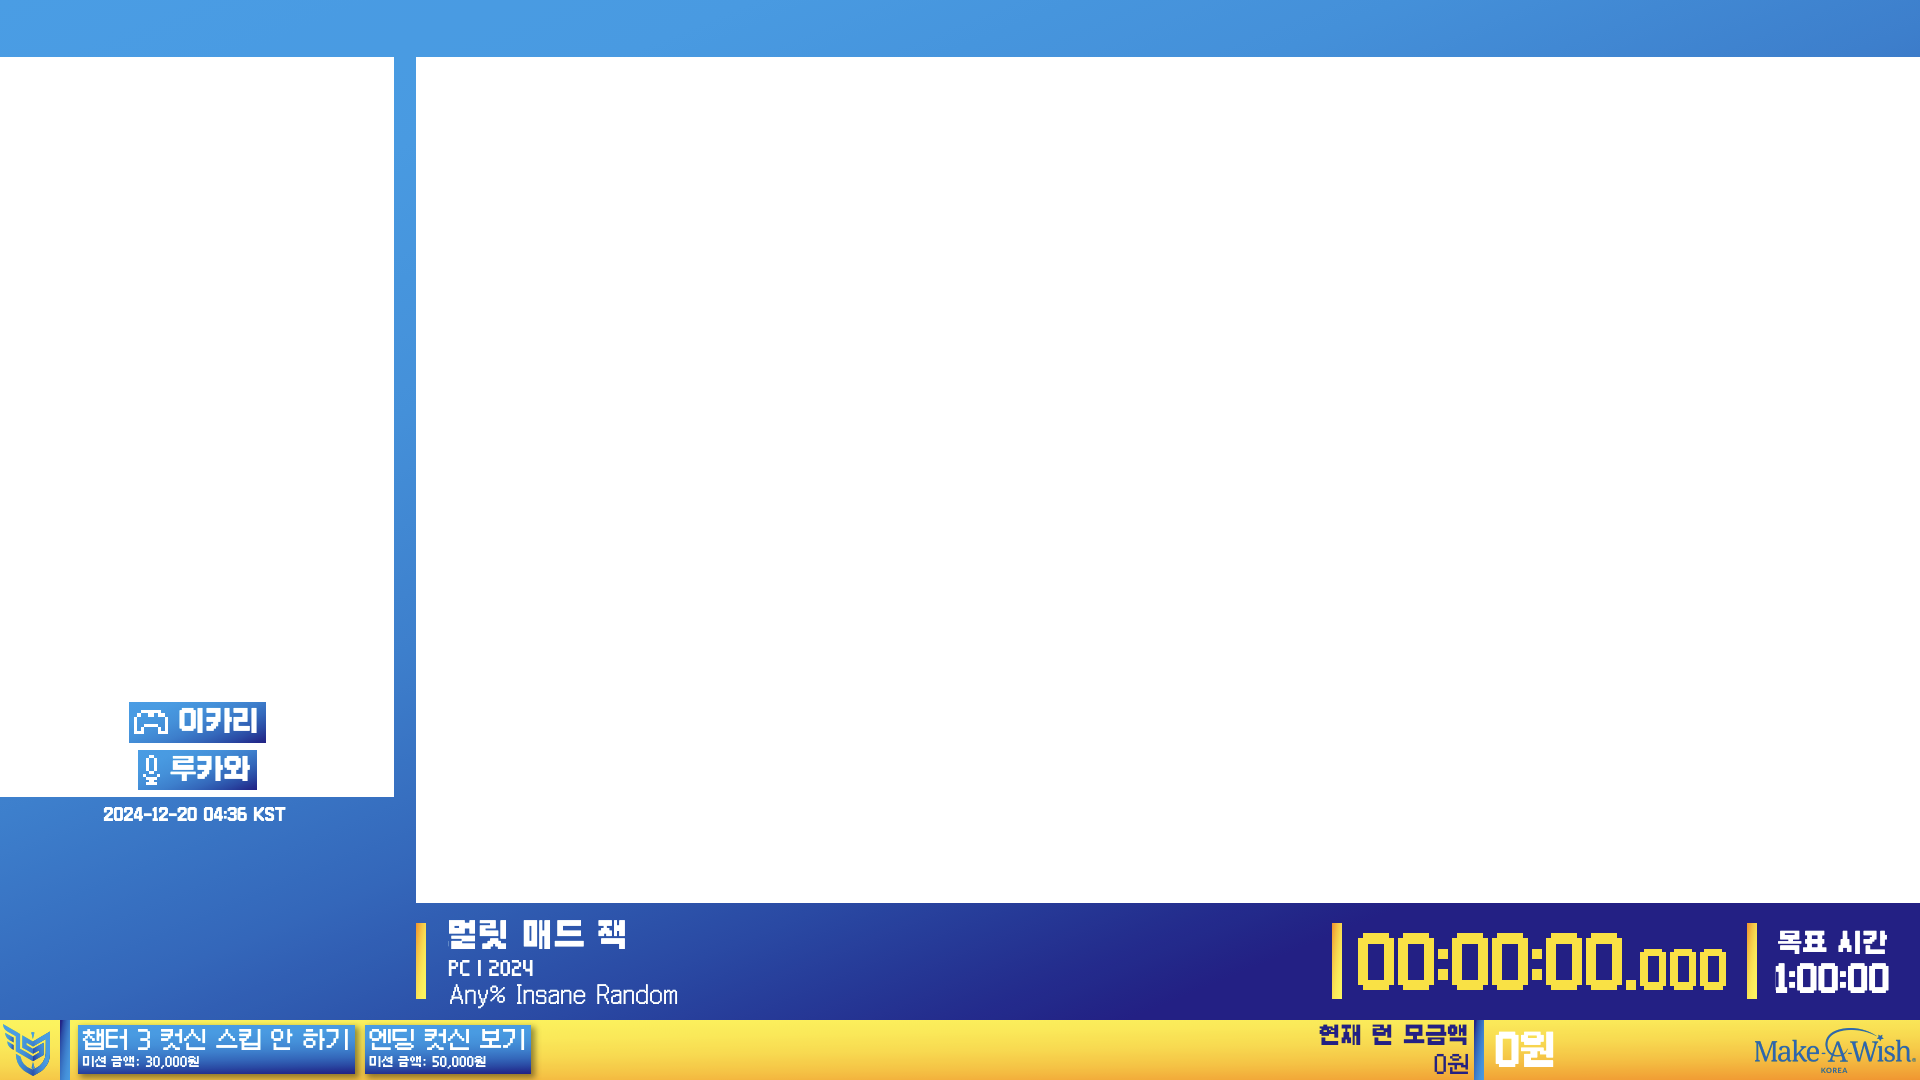 이카리
루카와
2024-12-20 04:36 KST
멀릿 매드 잭
PC | 2024
Any% Insane Random
00:00:00.000
목표 시간
1:00:00
챕터 3 컷신 스킵 안 하기
미션 금액: 30,000원
엔딩 컷신 보기
미션 금액: 50,000원
현재 런 모금액
0원
0원
Make-A-Wish.
KOREA